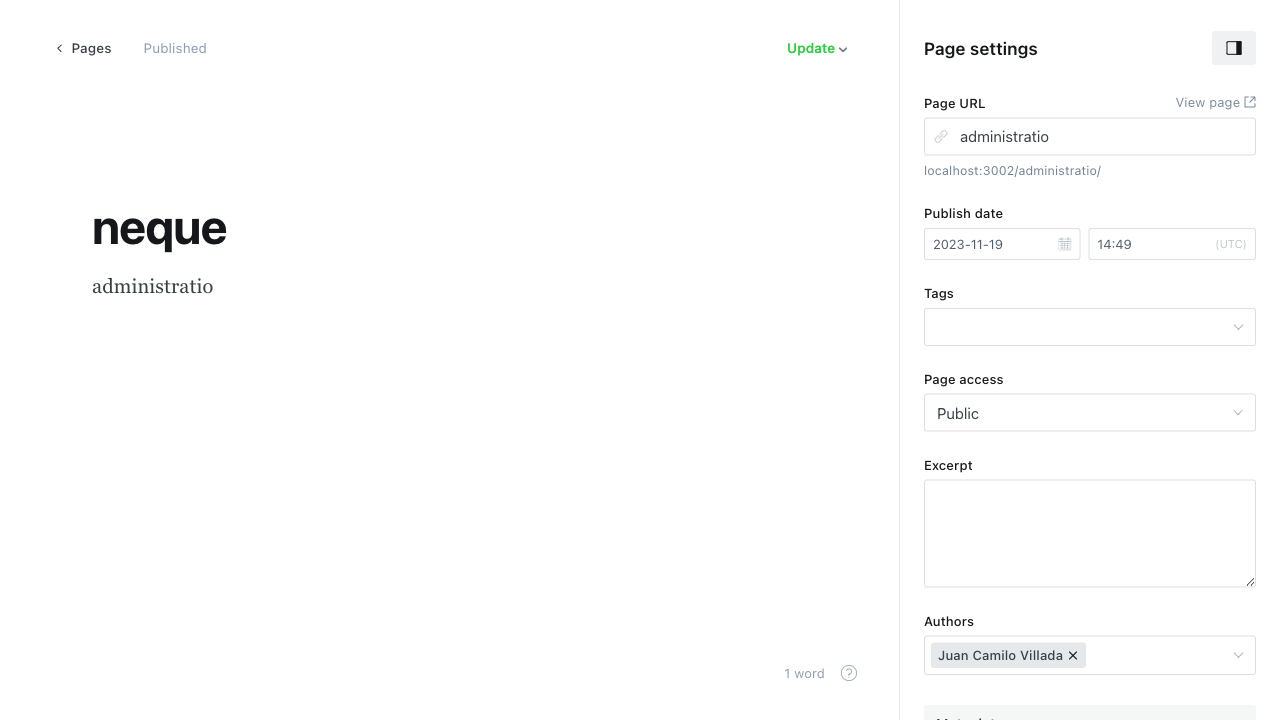 Pages
Published
Update
neque
administratio
1 word
Page settings
Page URL
View page
administratio
localhost:3002/administratio/
Publish date
2023-11-19
14:49
(UTC)
Tags
Page access
Public
Excerpt
Authors
Juan Camilo Villada